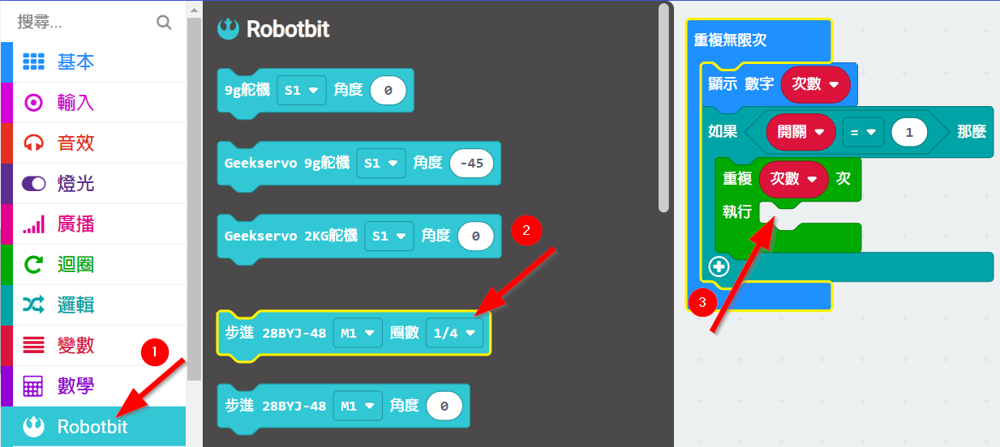 搜尋...
基本
輸入
音效
燈光
廣播
迴圈
邏輯
變數
數學
Robotbit
1
Robotbit
9g舵機 S1 角度 0
Geekservo 9g舵機 S1 角度 -45
Geekservo 2KG舵機 S1 角度 0
2
步進 28BYJ-48 M1 圈數 1/4
步進 28BYJ-48 M1 角度 0
重複無限次
顯示 數字 次數
如果 開關 = 1 那麼
重複 次數 次
執行
3